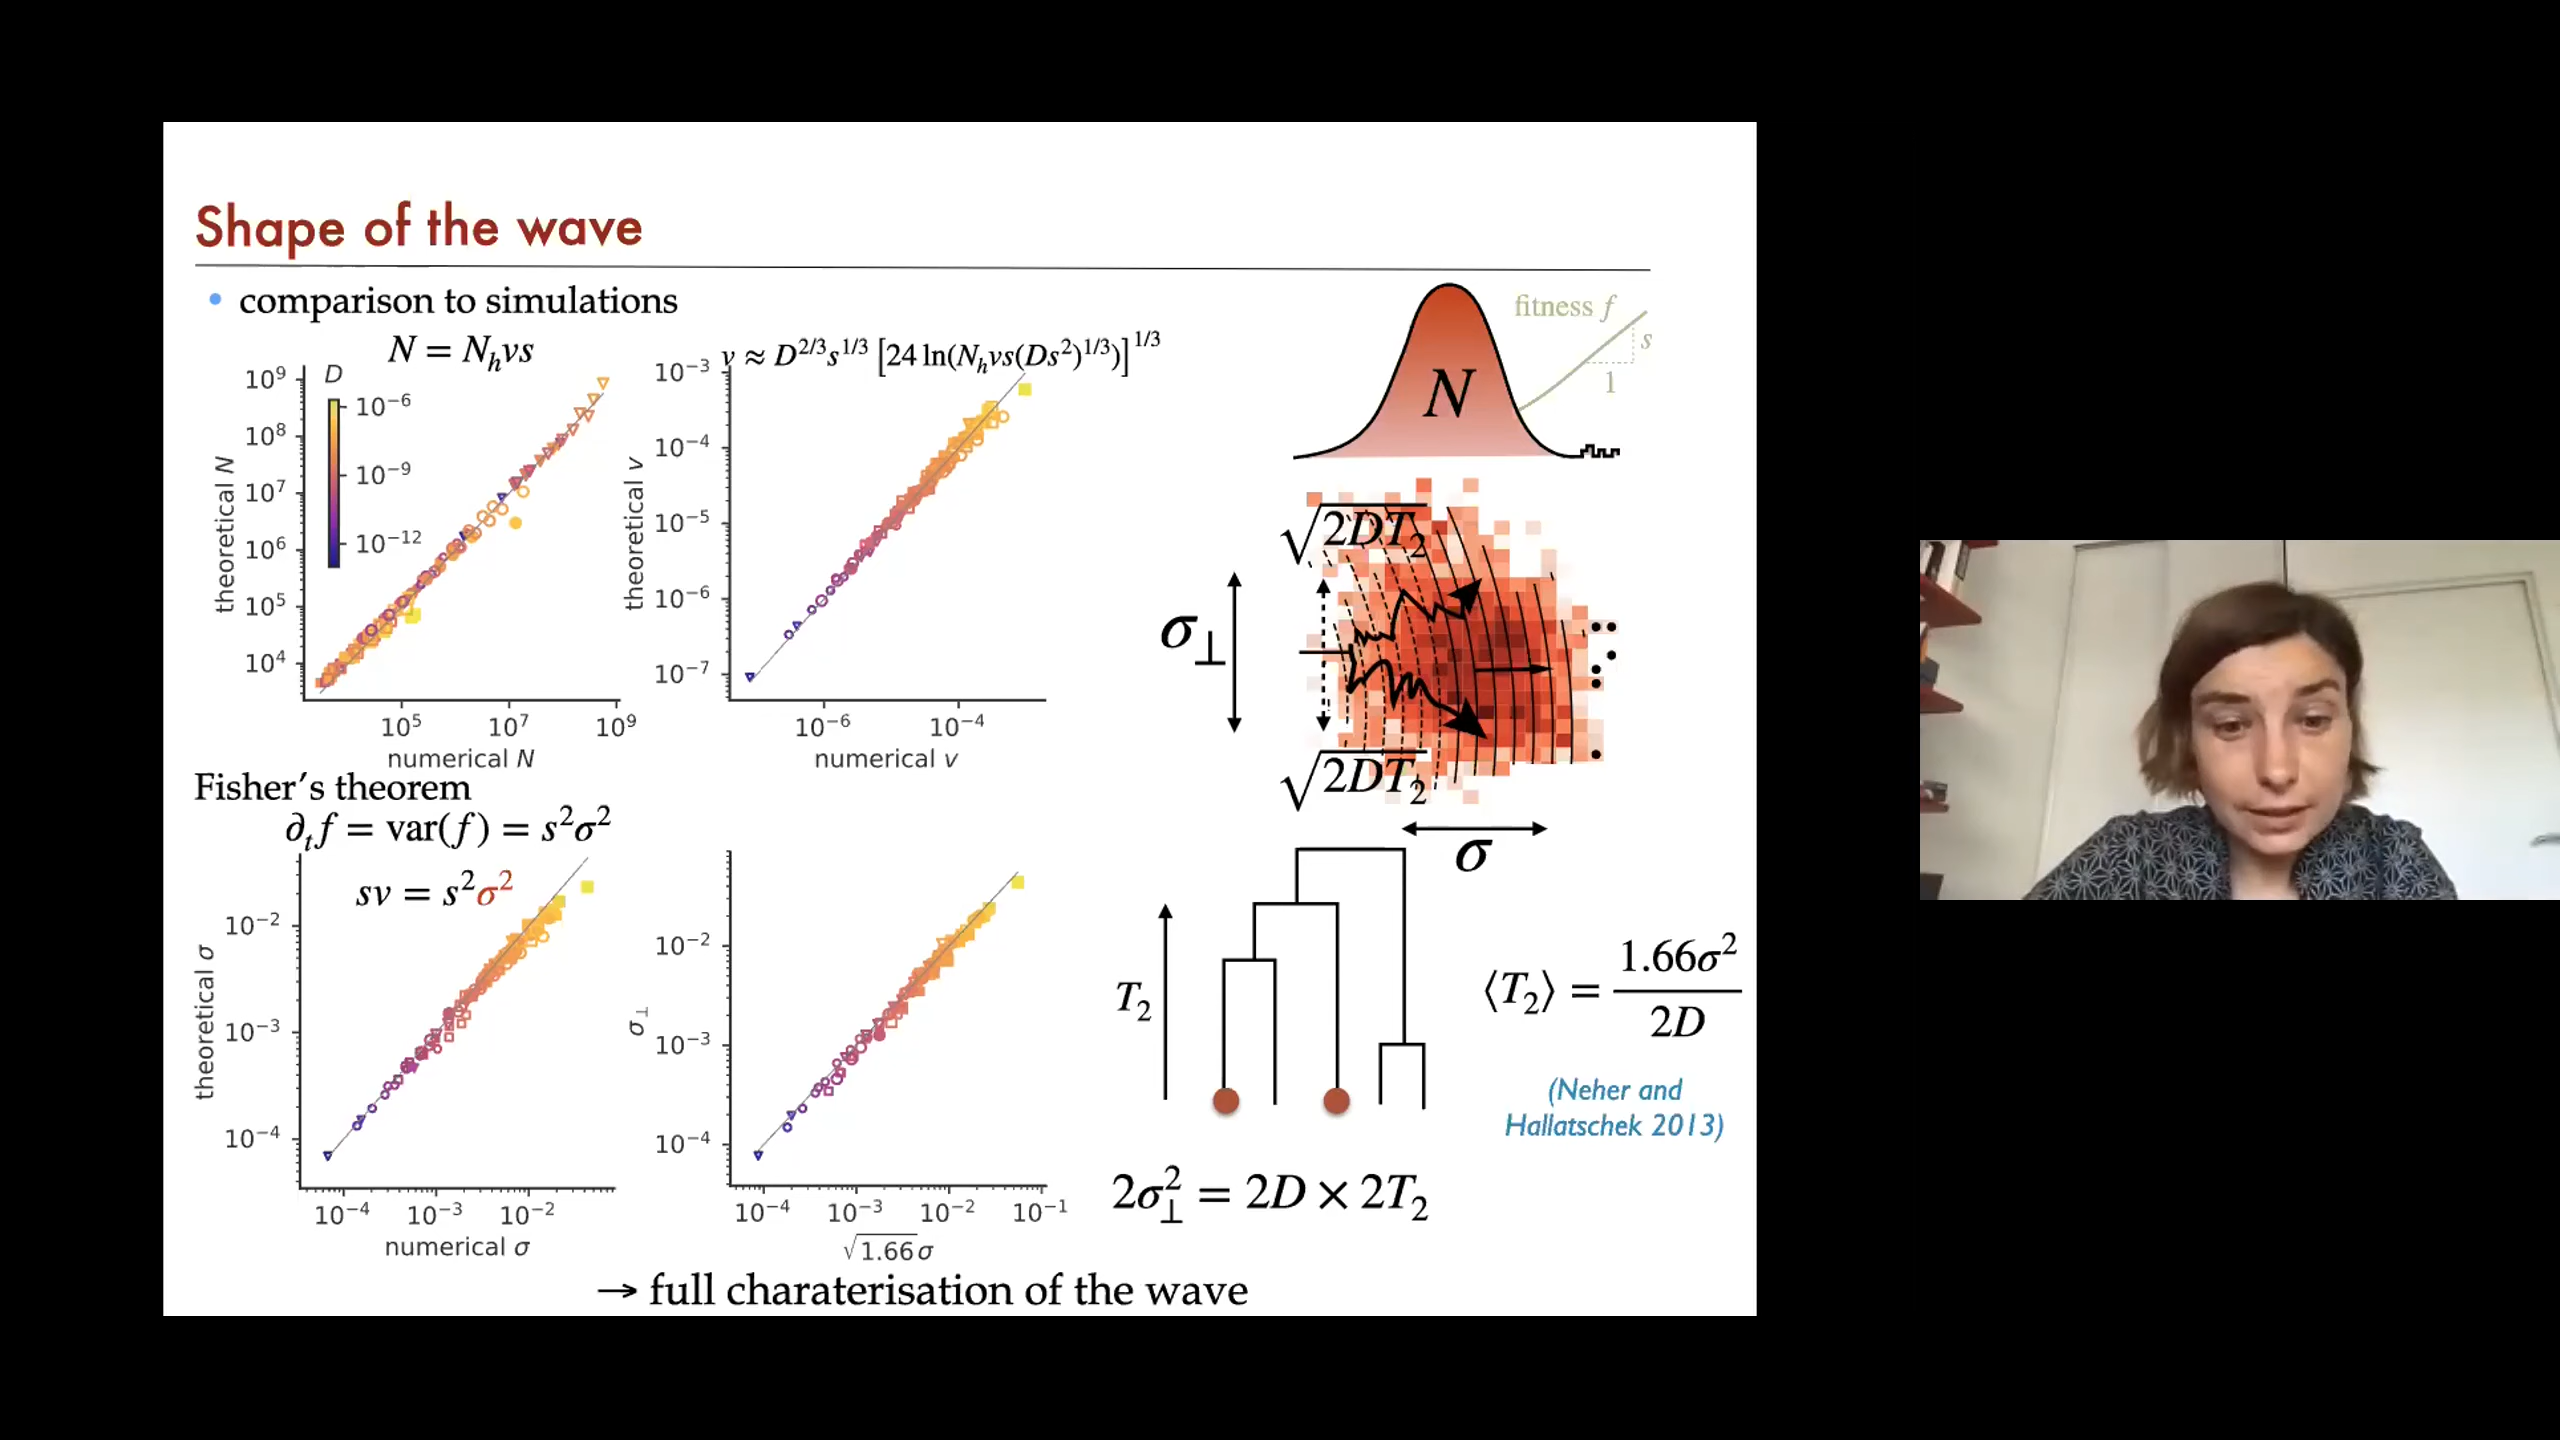 Shape of the wave
• comparison to simulations
N = N_h v s
v ≈ D^{2/3} s^{1/3} [24 ln(N_h v s(Ds^2)^{1/3})]^{1/3}
D
10^{-6}
10^{-9}
10^{-12}
theoretical N
10^9
10^8
10^7
10^6
10^5
10^4
10^5
10^7
10^9
numerical N
theoretical v
10^{-3}
10^{-4}
10^{-5}
10^{-6}
10^{-7}
10^{-6}
10^{-4}
numerical v
fitness f
s
1
N
√2DT_2
σ_⊥
√2DT_2
σ
Fisher's theorem
∂_t f = var(f) = s^2σ^2
sv = s^2σ^2
theoretical σ
10^{-2}
10^{-3}
10^{-4}
10^{-4}
10^{-3}
10^{-2}
numerical σ
σ_⊥
10^{-2}
10^{-3}
10^{-4}
10^{-4}
10^{-3}
10^{-2}
10^{-1}
√1.66σ
T_2
⟨T_2⟩ = 1.66σ^2 / 2D
(Neher and
Hallatschek 2013)
2σ_⊥^2 = 2D × 2T_2
→ full charaterisation of the wave